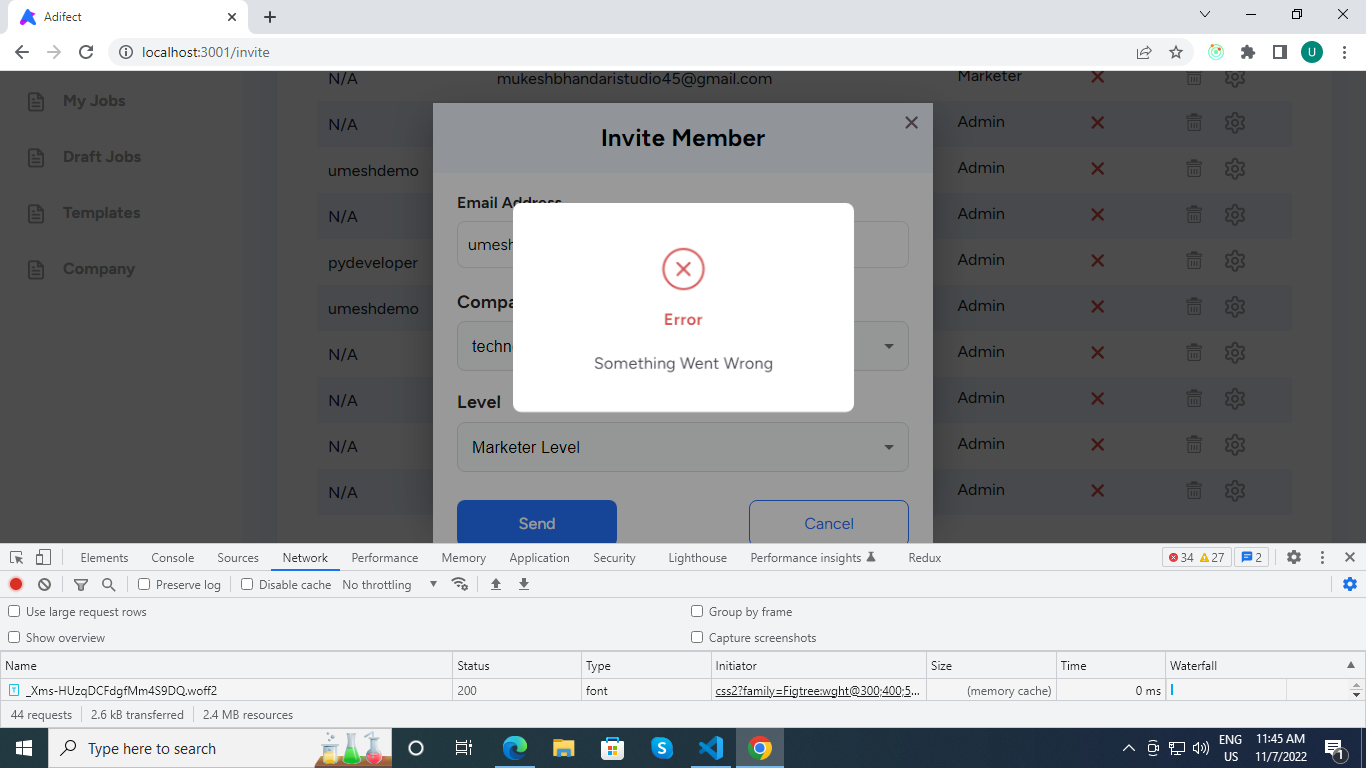 Adifect
localhost:3001/invite
U
N/A mukeshbhandaristudio45@gmail.com Marketer
My Jobs
N/A Admin
Invite Member
Draft Jobs
umeshdemo Admin
Email Address
Templates
N/A Admin
umesh
Company
pydeveloper Admin
Compa
umeshdemo Admin
Error
techn
N/A Admin
Something Went Wrong
Level
N/A Admin
Marketer Level
N/A Admin
N/A Admin
Send Cancel
Elements Console Sources Network Performance Memory Application Security Lighthouse Performance insights Redux 34 27 2
Preserve log Disable cache No throttling
Use large request rows Group by frame
Show overview Capture screenshots
Name Status Type Initiator Size Time Waterfall
_Xms-HUzqDCFdgfMm4S9DQ.woff2 200 font css2?family=Figtree:wght@300;400;5... (memory cache) 0 ms
44 requests 2.6 kB transferred 2.4 MB resources
Type here to search ENG 11:45 AM
US 11/7/2022 1